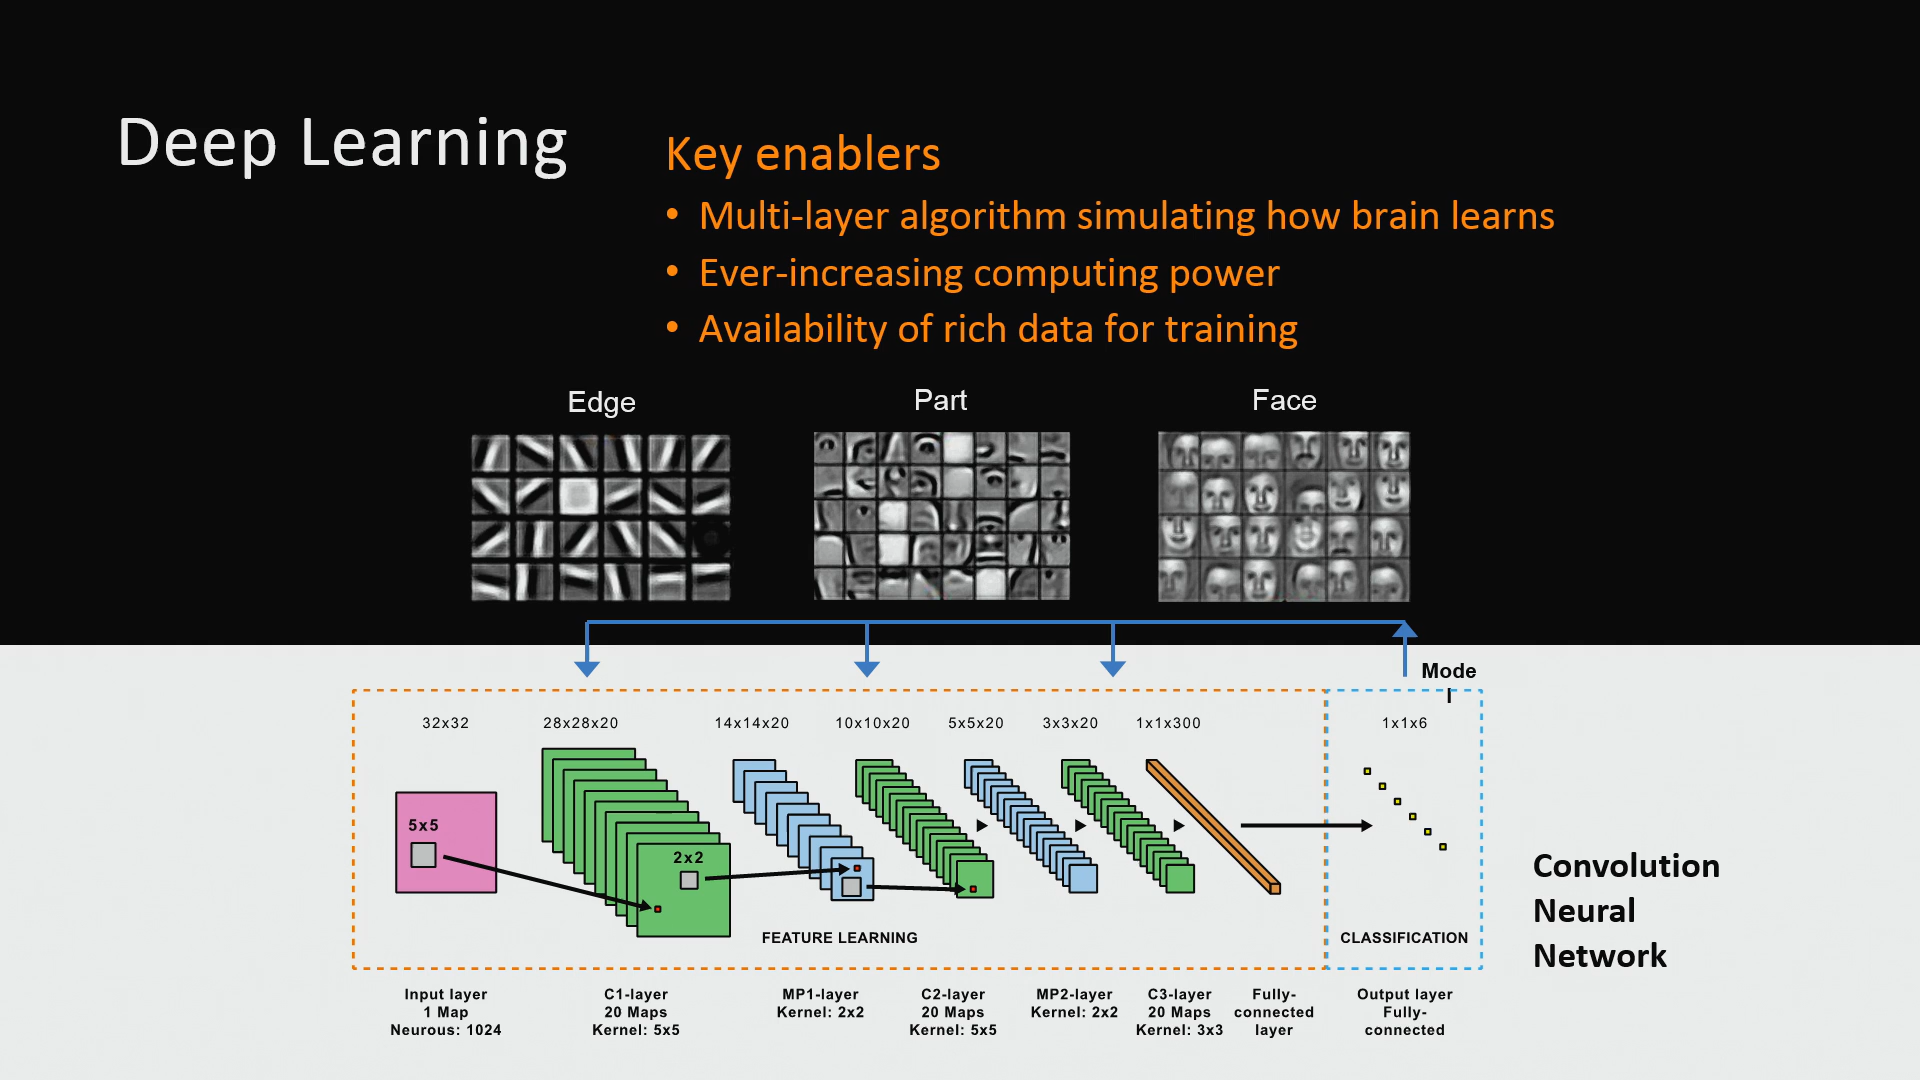 Deep Learning
Key enablers
• Multi-layer algorithm simulating how brain learns
• Ever-increasing computing power
• Availability of rich data for training
Edge
Part
Face
Mode
l
32x32
28x28x20
14x14x20
10x10x20
5x5x20
3x3x20
1x1x300
1x1x6
5x5
2x2
FEATURE LEARNING
CLASSIFICATION
Convolution
Neural
Network
Input layer
1 Map
Neurous: 1024
C1-layer
20 Maps
Kernel: 5x5
MP1-layer
Kernel: 2x2
C2-layer
20 Maps
Kernel: 5x5
MP2-layer
Kernel: 2x2
C3-layer
20 Maps
Kernel: 3x3
Fully-
connected
layer
Output layer
Fully-
connected